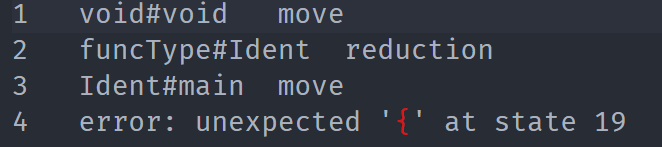 1 void#void move
2 funcType#Ident reduction
3 Ident#main move
4 error: unexpected '{' at state 19